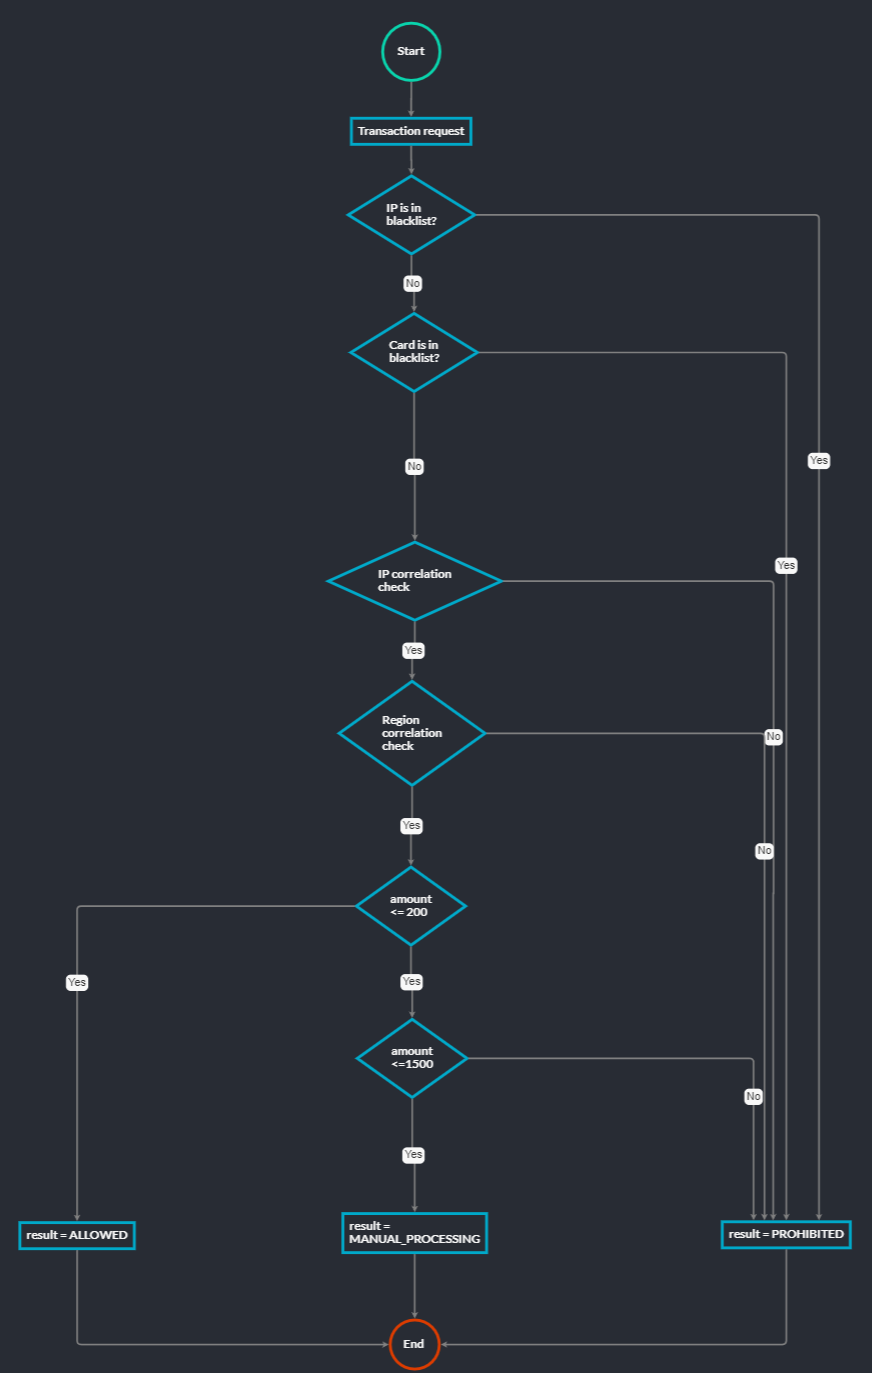 Start
Transaction request
IP is in
blacklist?
No
Card is in
blacklist?
Yes
No
Yes
IP correlation
check
Yes
Region
correlation
check
No
Yes
No
amount
<= 200
Yes
Yes
amount
<=1500
No
Yes
result = ALLOWED
result =
MANUAL_PROCESSING
result = PROHIBITED
End